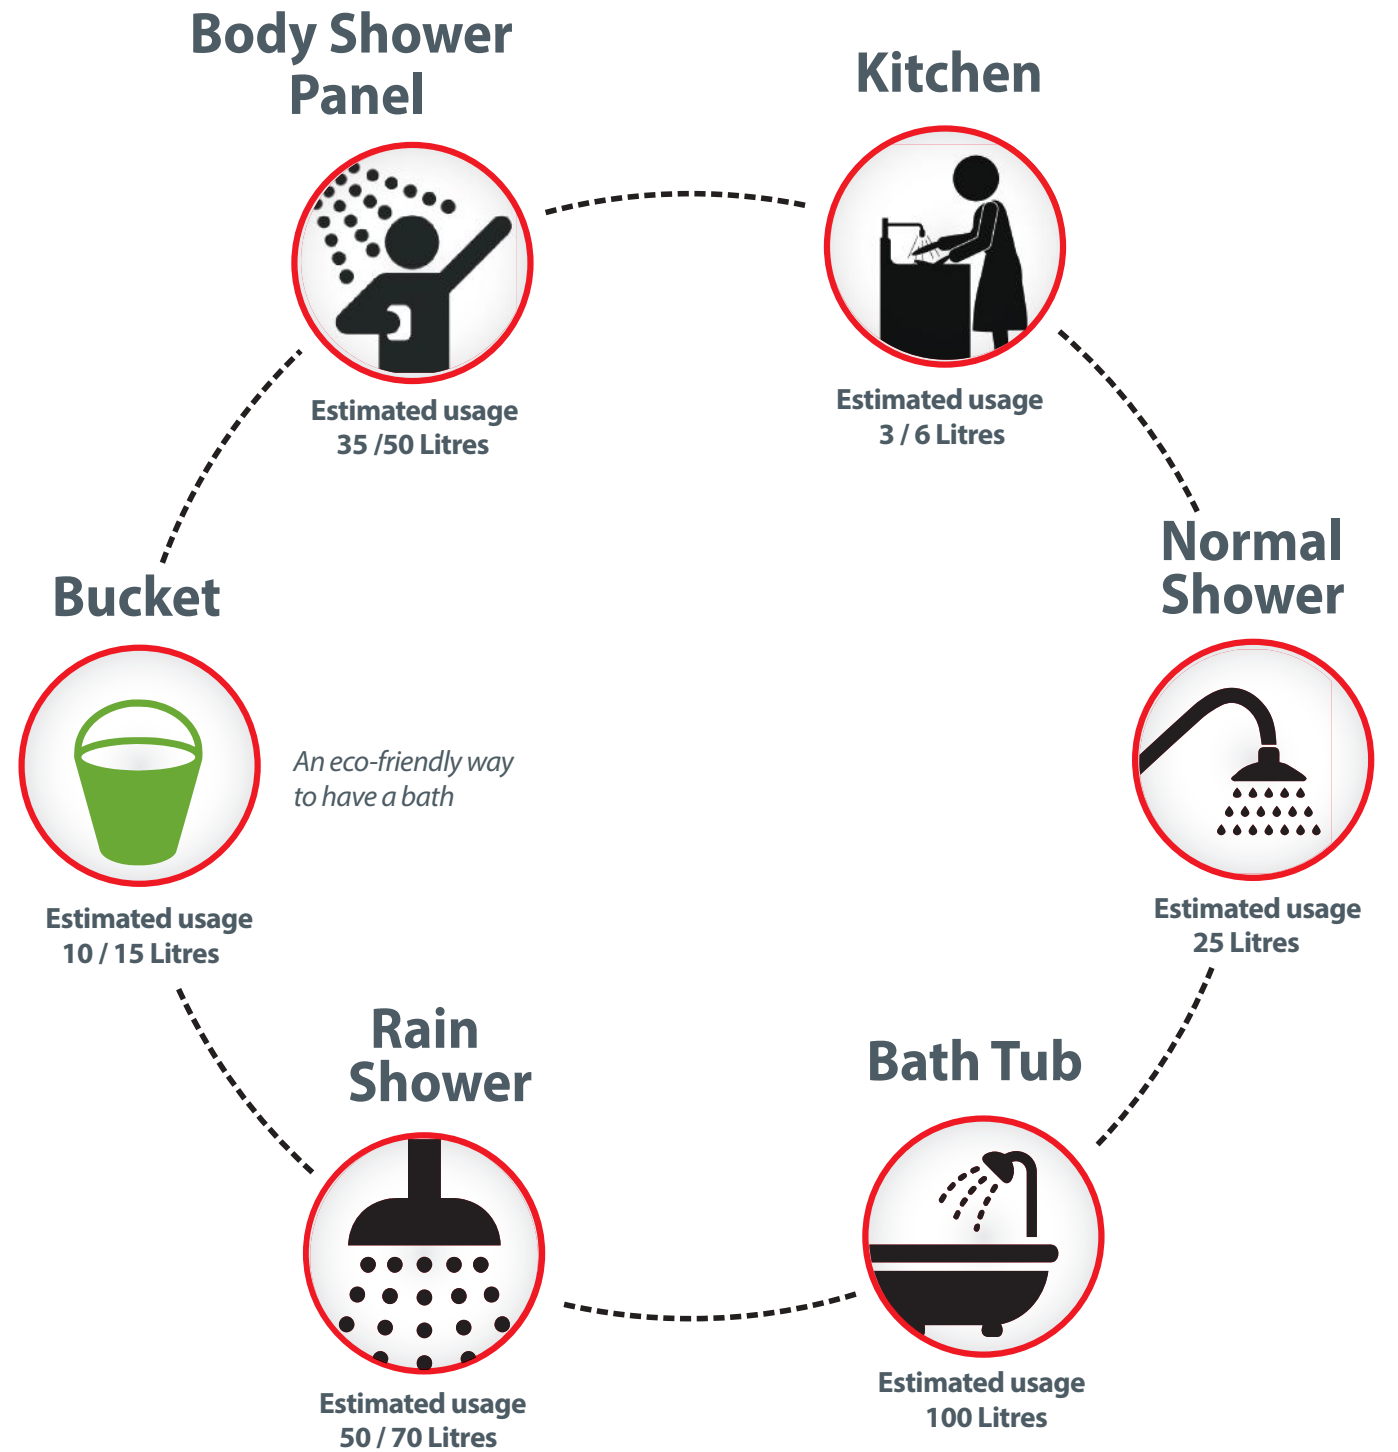 Body Shower
Panel
Estimated usage
35 /50 Litres
Kitchen
Estimated usage
3 / 6 Litres
Normal
Shower
Estimated usage
25 Litres
Bucket
An eco-friendly way
to have a bath
Estimated usage
10 / 15 Litres
Rain
Shower
Estimated usage
50 / 70 Litres
Bath Tub
Estimated usage
100 Litres